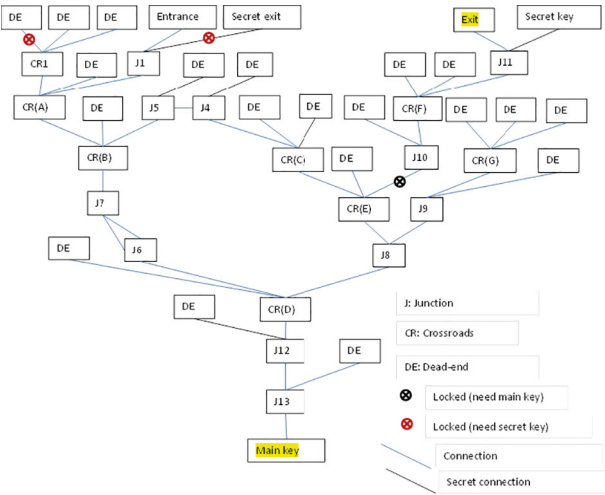 DE DE DE Entrance Secret exit Exit Secret key
CR1 DE J1 DE DE DE DE J11
CR(A) DE J5 J4 DE DE CR(F) DE DE DE
CR(B) CR(C) DE J10 CR(G) DE
J7 CR(E) J9
DE J6 J8
DE CR(D)
J12 DE
J13
Main key
J: Junction
CR: Crossroads
DE: Dead-end
Locked (need main key)
Locked (need secret key)
Connection
Secret connection